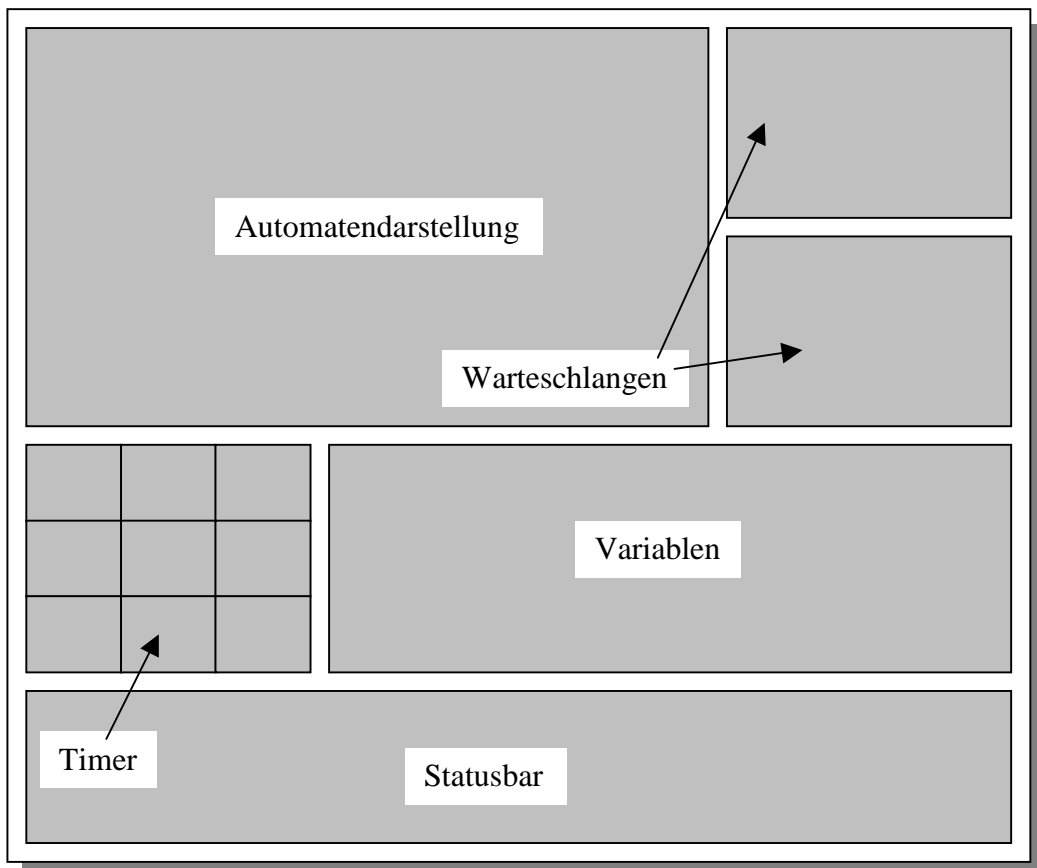 Automatendarstellung
Warteschlangen
Variablen
Timer
Statusbar